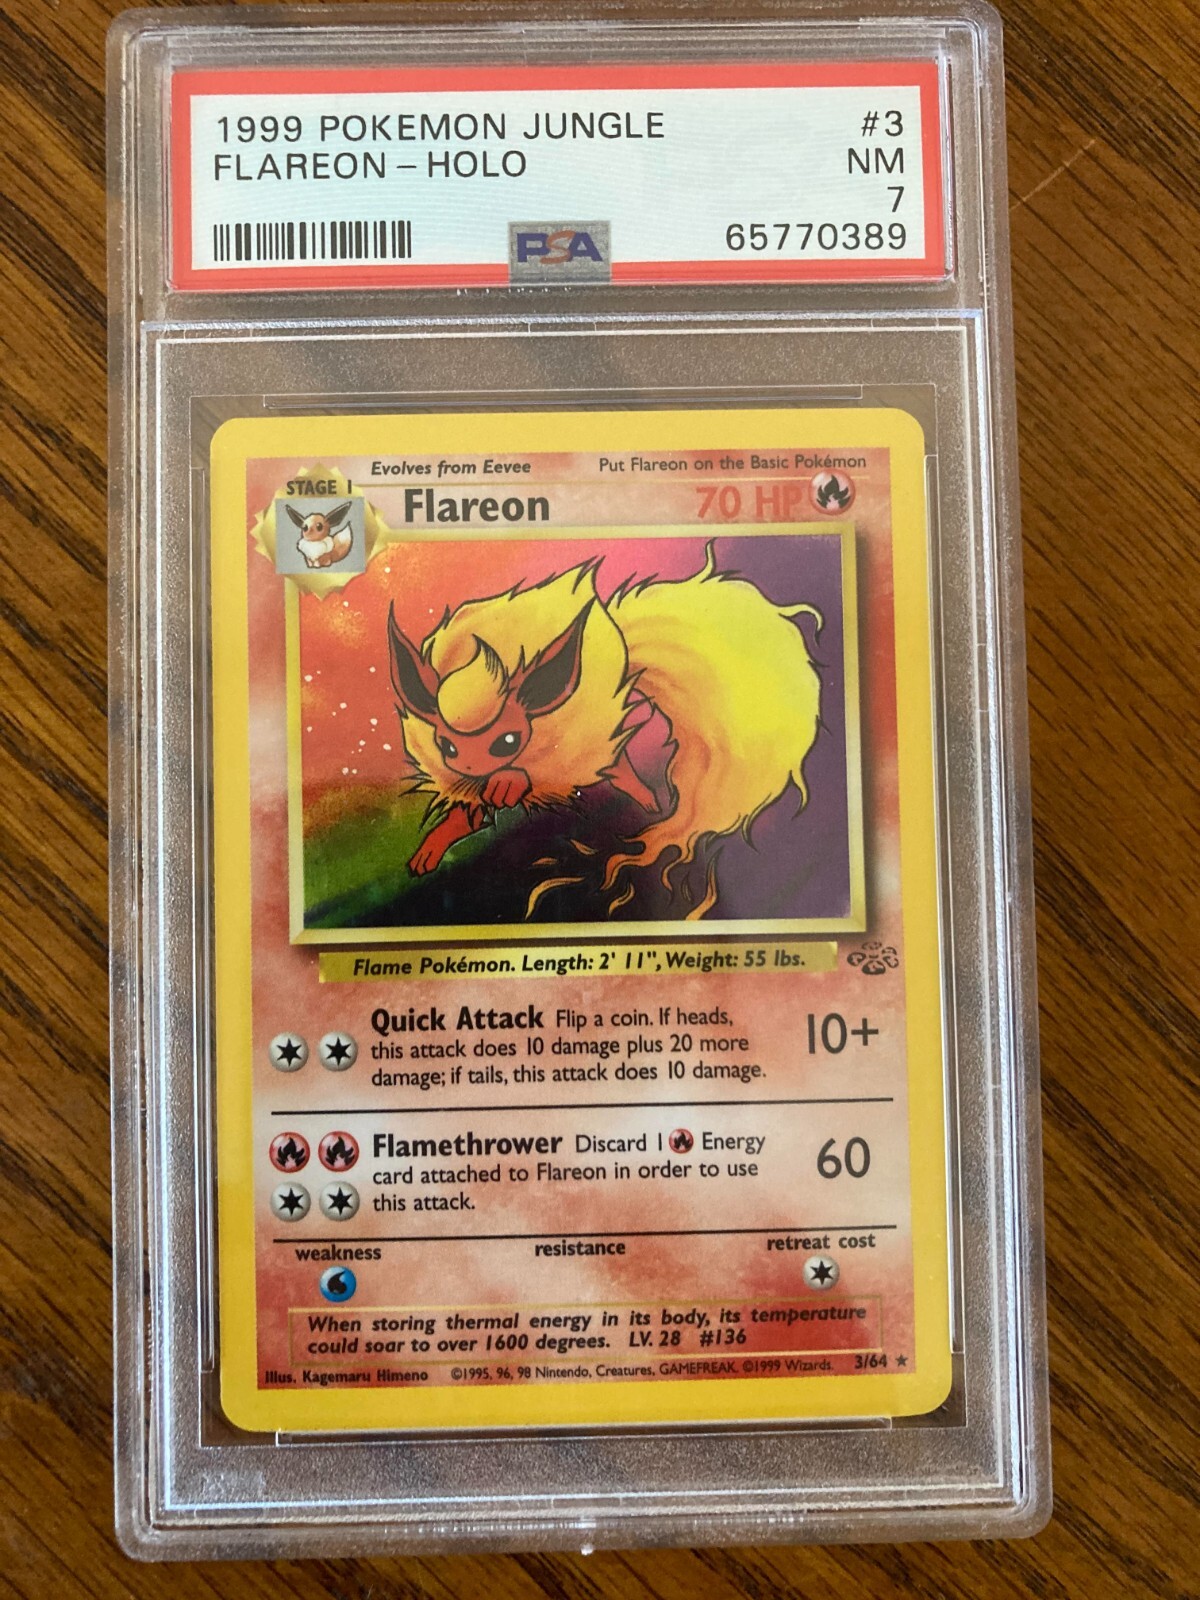 1999 POKEMON JUNGLE #3
FLAREON – HOLO NM
7
PSA 65770389
Evolves from Eevee Put Flareon on the Basic Pokémon
STAGE 1 Flareon 70 HP
Flame Pokémon. Length: 2' 11", Weight: 55 lbs.
Quick Attack Flip a coin. If heads,
this attack does 10 damage plus 20 more
damage; if tails, this attack does 10 damage.
10+
Flamethrower Discard 1 Energy
card attached to Flareon in order to use
this attack.
60
weakness resistance retreat cost
When storing thermal energy in its body, its temperature
could soar to over 1600 degrees. LV. 28 #136
Illus. Kagemaru Himeno ©1995, 96, 98 Nintendo, Creatures, GAMEFREAK. ©1999 Wizards. 3/64 ★